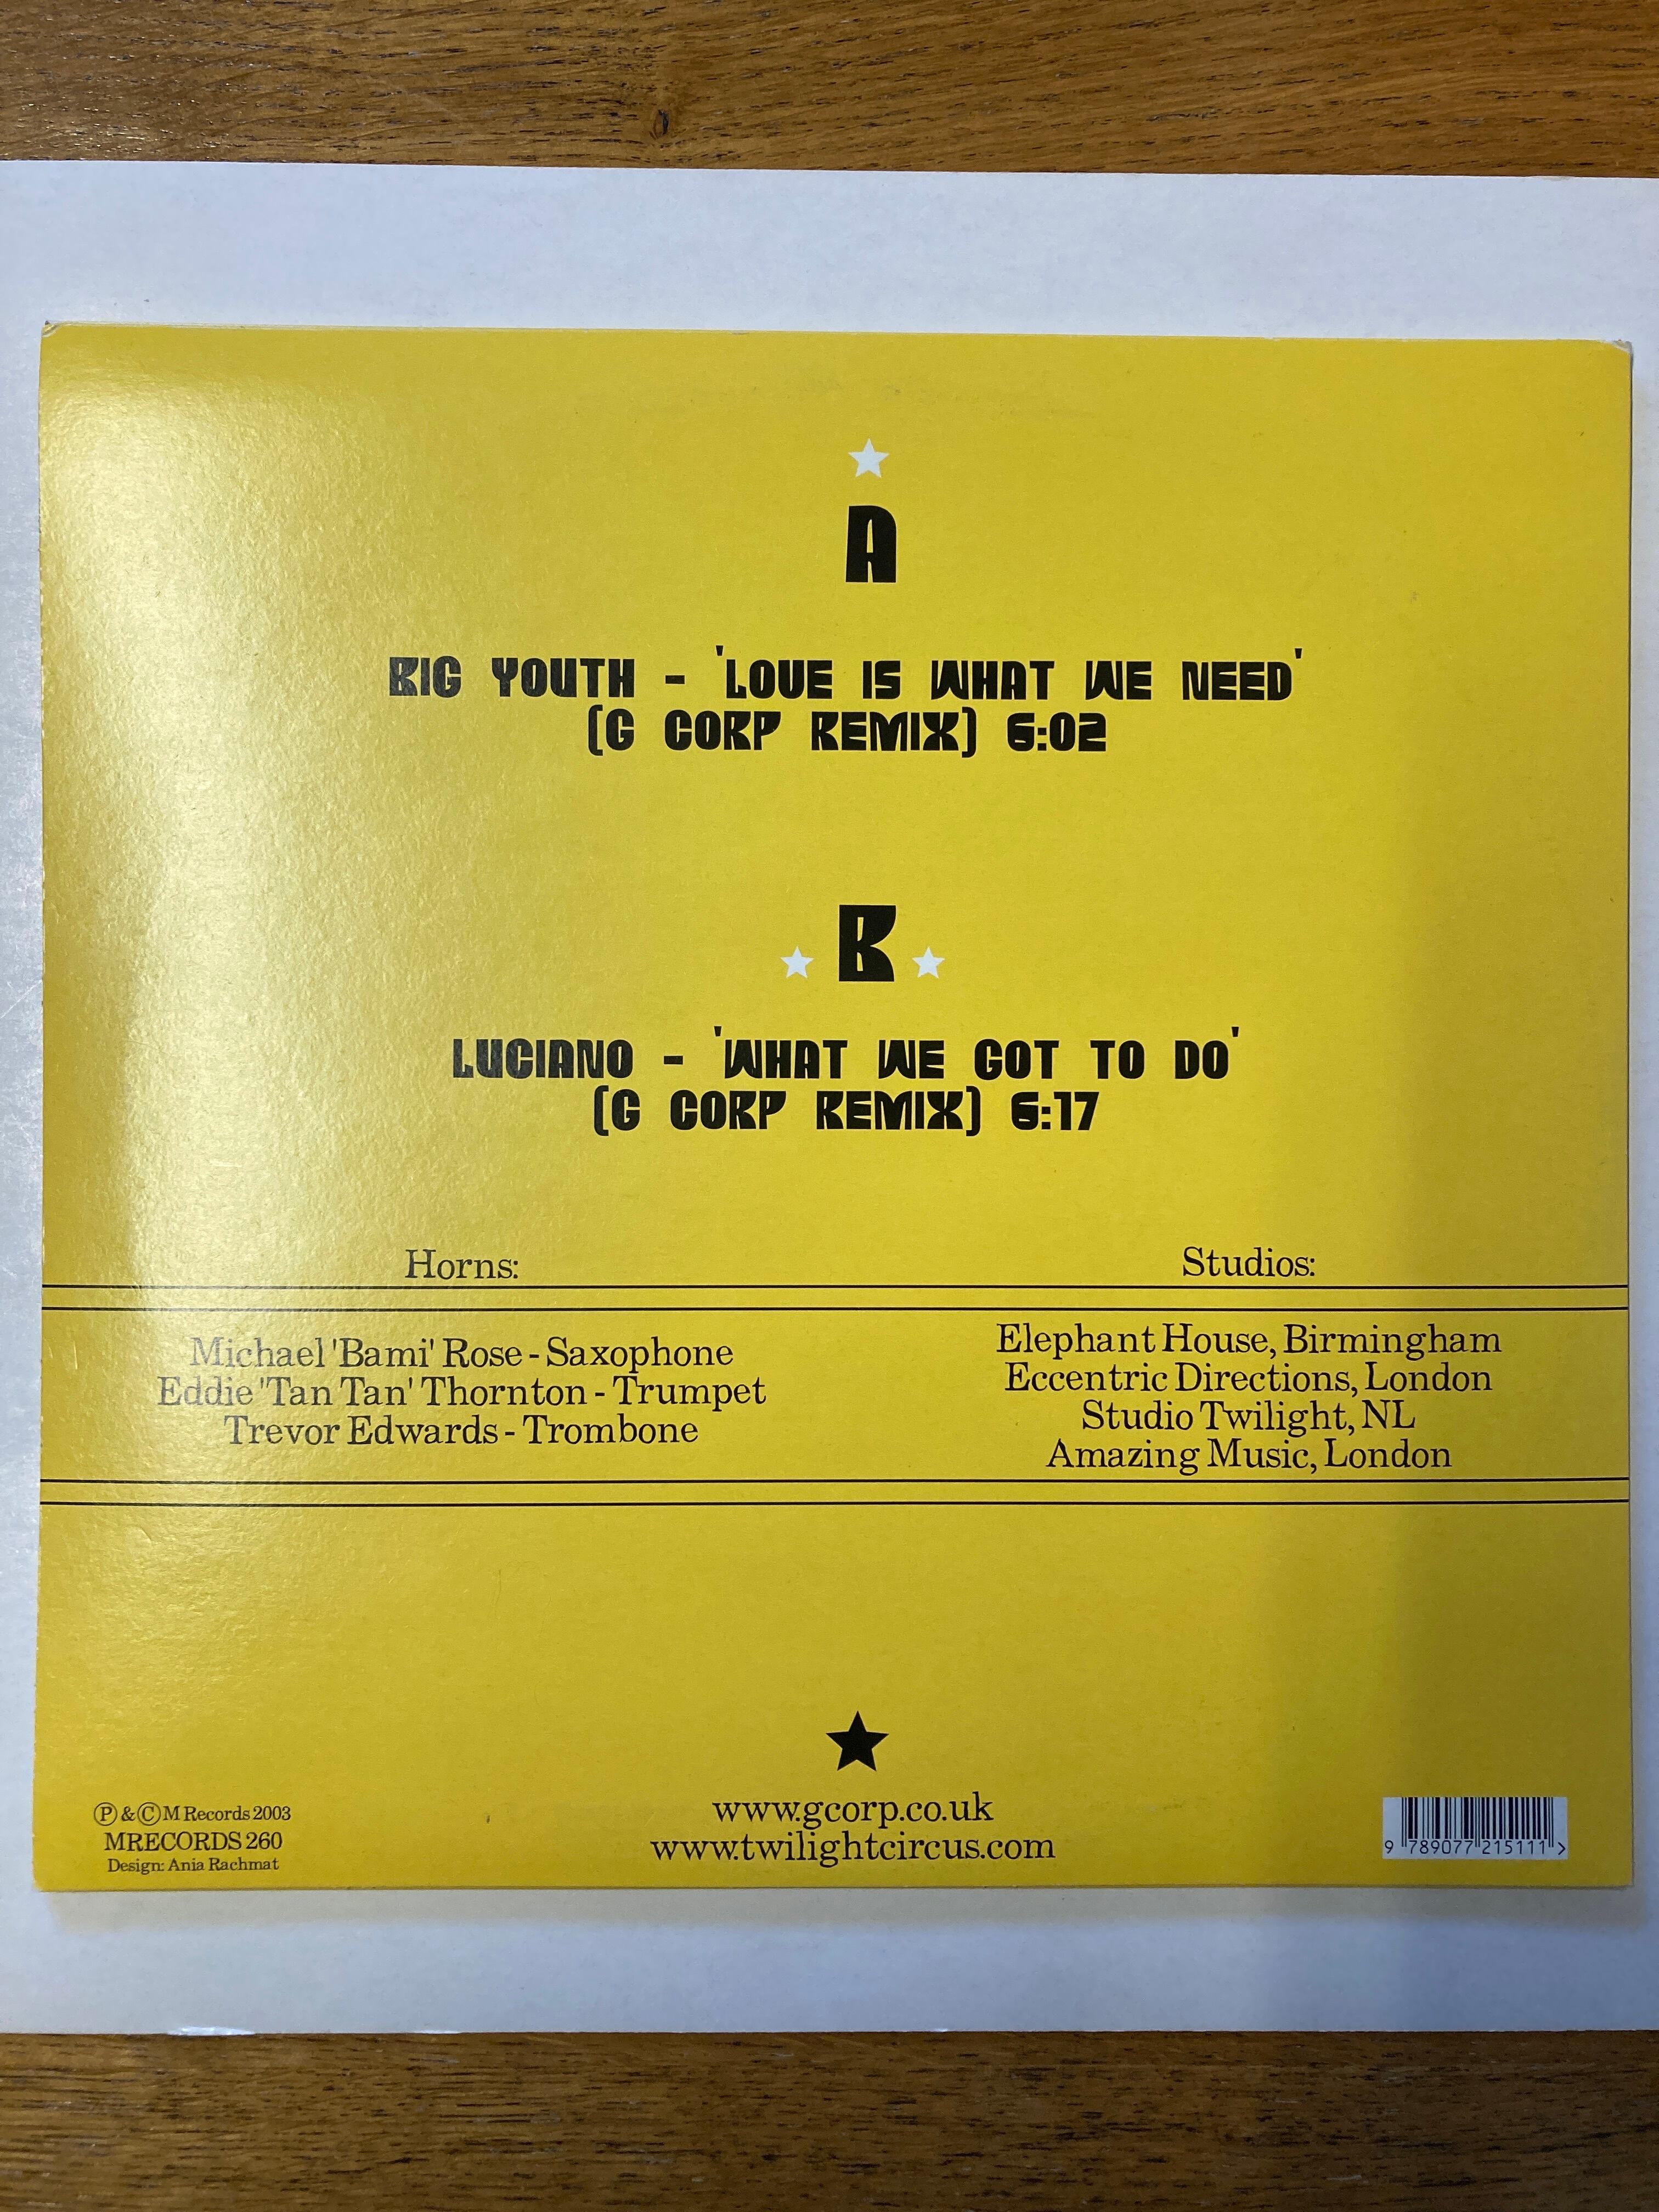 A
BIG YOUTH - 'LOVE IS WHAT WE NEED'
(G CORP REMIX) 6:02
B
LUCIANO - 'WHAT WE GOT TO DO'
(G CORP REMIX) 6:17
Horns:
Michael 'Bami' Rose - Saxophone
Eddie 'Tan Tan' Thornton - Trumpet
Trevor Edwards - Trombone
Studios:
Elephant House, Birmingham
Eccentric Directions, London
Studio Twilight, NL
Amazing Music, London
℗ & © M Records 2003
MRECORDS 260
Design: Ania Rachmat
www.gcorp.co.uk
www.twilightcircus.com
9 789077 215111 >